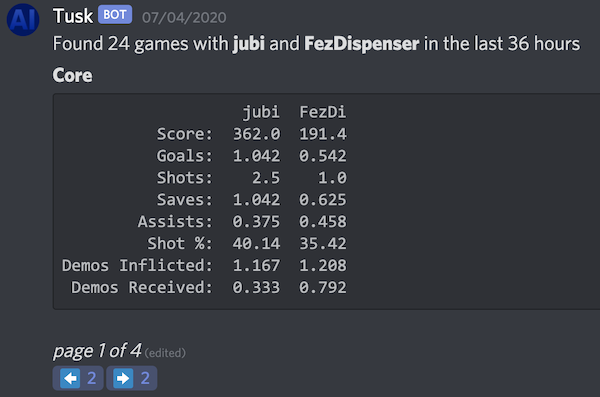 AI Tusk BOT 07/04/2020
Found 24 games with jubi and FezDispenser in the last 36 hours
Core
jubi FezDi
Score: 362.0 191.4
Goals: 1.042 0.542
Shots: 2.5 1.0
Saves: 1.042 0.625
Assists: 0.375 0.458
Shot %: 40.14 35.42
Demos Inflicted: 1.167 1.208
Demos Received: 0.333 0.792
page 1 of 4 (edited)
2 2